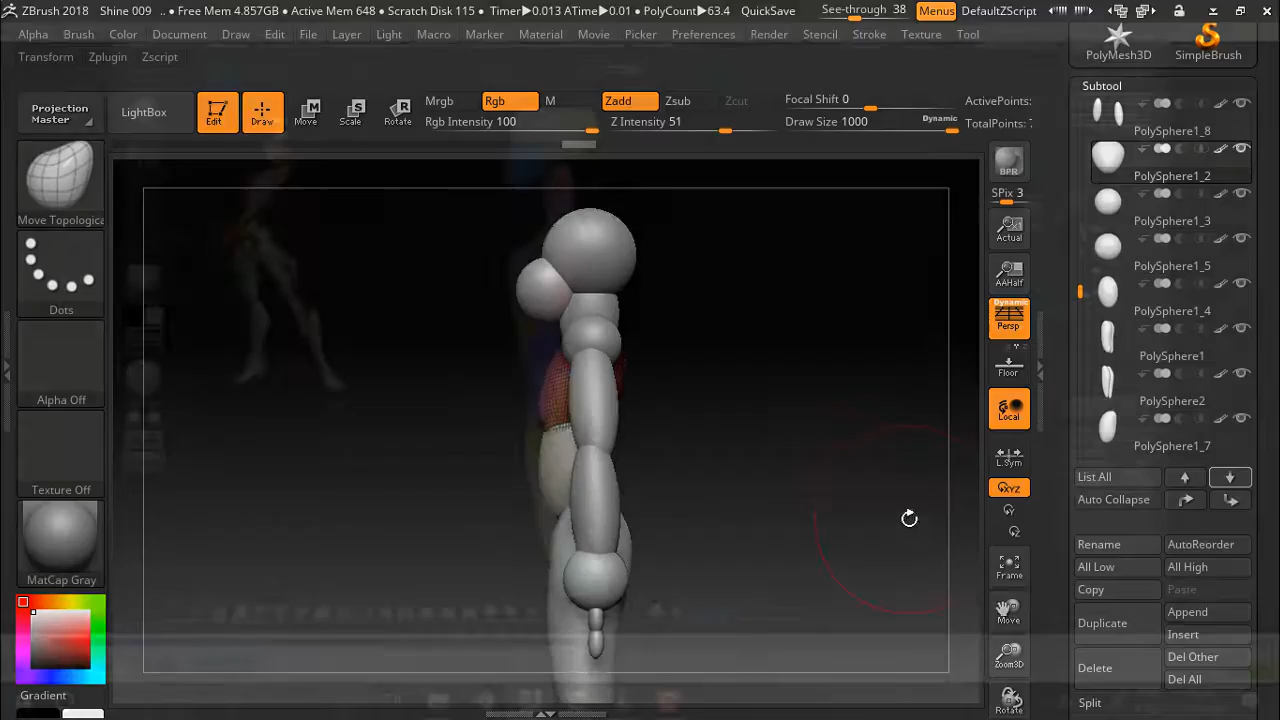 ZBrush 2018 Shine 009 .. • Free Mem 4.857GB • Active Mem 648 • Scratch Disk 115 • Timer▶0.013 ATime▶0.01 • PolyCount▶63.4 QuickSave See-through 38 Menus DefaultZScript
Alpha Brush Color Document Draw Edit File Layer Light Macro Marker Material Movie Picker Preferences Render Stencil Stroke Texture Tool
Transform Zplugin Zscript
PolyMesh3D SimpleBrush
Projection Master
LightBox
Edit
Draw
Move
Scale
Rotate
Mrgb Rgb M
Rgb Intensity 100
Zadd Zsub Zcut
Z Intensity 51
Focal Shift 0
Draw Size 1000 Dynamic
ActivePoints:
TotalPoints: 7
Move Topologica
Dots
Alpha Off
Texture Off
MatCap Gray
Gradient
BPR
SPix 3
Actual
AAHalf
Dynamic
Persp
Floor
Local
L.Sym
XYZ
Y
Z
Frame
Move
Zoom3D
Rotate
Subtool
PolySphere1_8
PolySphere1_2
PolySphere1_3
PolySphere1_5
PolySphere1_4
PolySphere1
PolySphere2
PolySphere1_7
List All
Auto Collapse
Rename AutoReorder
All Low All High
Copy Paste
Duplicate Append
Insert
Delete Del Other
Del All
Split